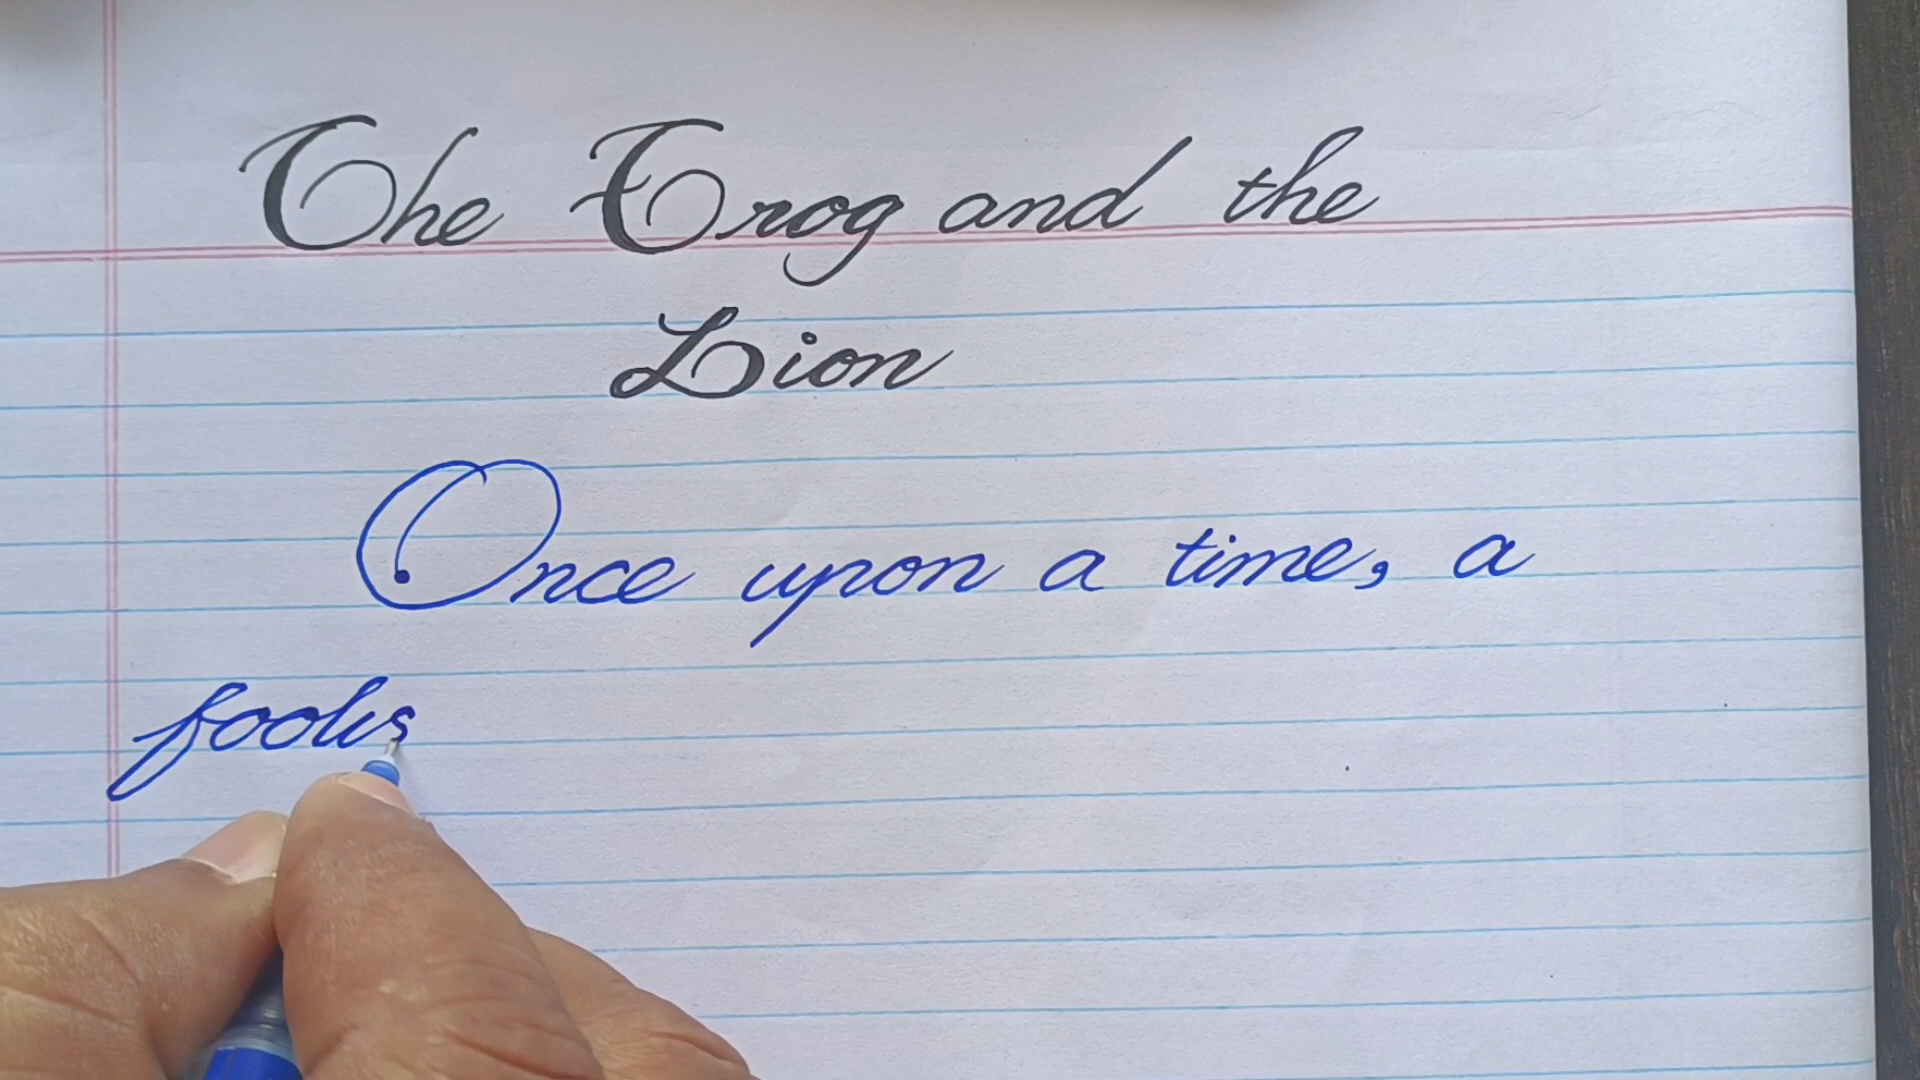 The Frog and the
Lion
Once upon a time, a
foolis